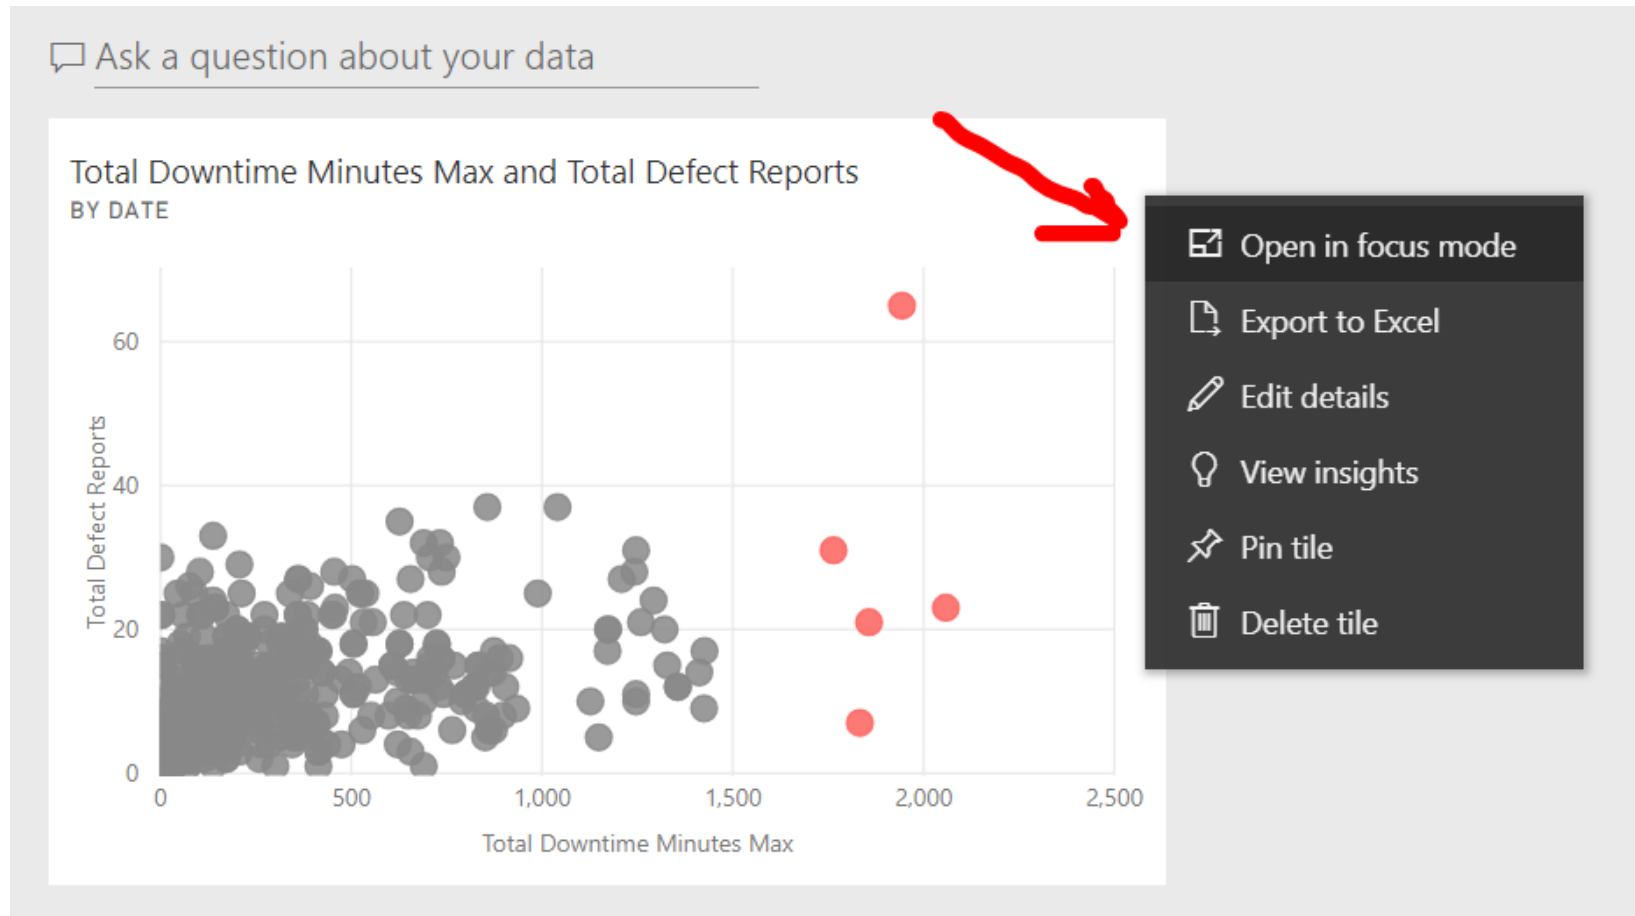 Ask a question about your data
Total Downtime Minutes Max and Total Defect Reports
BY DATE
Total Defect Reports
60
40
20
0
0 500 1,000 1,500 2,000 2,500
Total Downtime Minutes Max
Open in focus mode
Export to Excel
Edit details
View insights
Pin tile
Delete tile